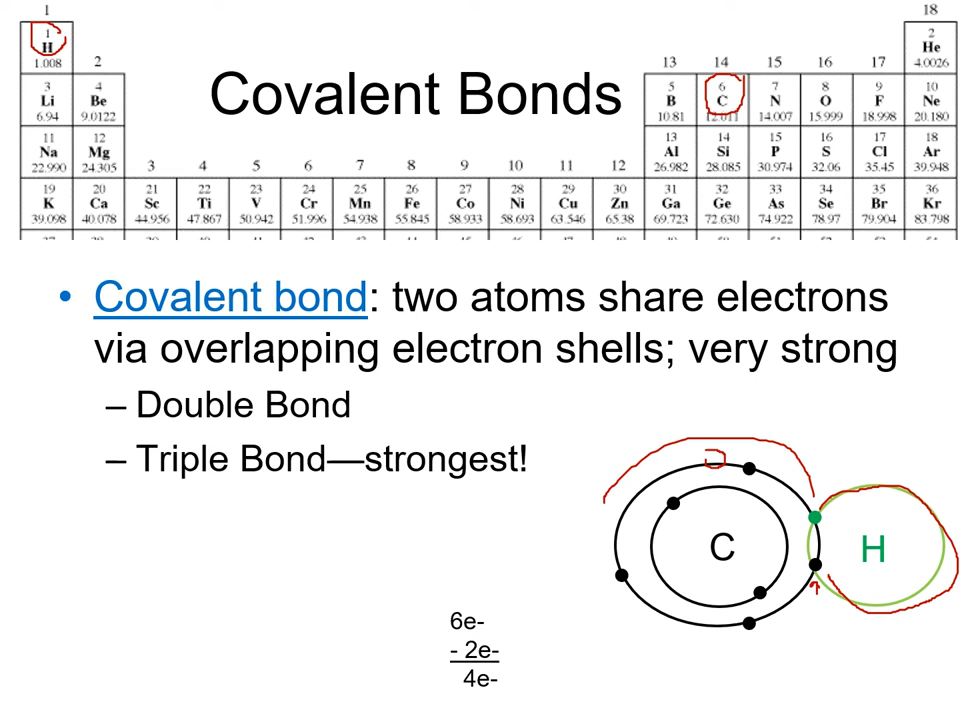 1 18
1 2
H He
1.008 2 13 14 15 16 17 4.0026
3 4 Covalent Bonds 5 6 7 8 9 10
Li Be B C N O F Ne
6.94 9.0122 10.81 12.011 14.007 15.999 18.998 20.180
11 12 13 14 15 16 17 18
Na Mg Al Si P S Cl Ar
22.990 24.305 3 4 5 6 7 8 9 10 11 12 26.982 28.085 30.974 32.06 35.45 39.948
19 20 21 22 23 24 25 26 27 28 29 30 31 32 33 34 35 36
K Ca Sc Ti V Cr Mn Fe Co Ni Cu Zn Ga Ge As Se Br Kr
39.098 40.078 44.956 47.867 50.942 51.996 54.938 55.845 58.933 58.693 63.546 65.38 69.723 72.630 74.922 78.97 79.904 83.798
• Covalent bond: two atoms share electrons
via overlapping electron shells; very strong
– Double Bond
– Triple Bond—strongest!
C H
6e-
- 2e-
4e-